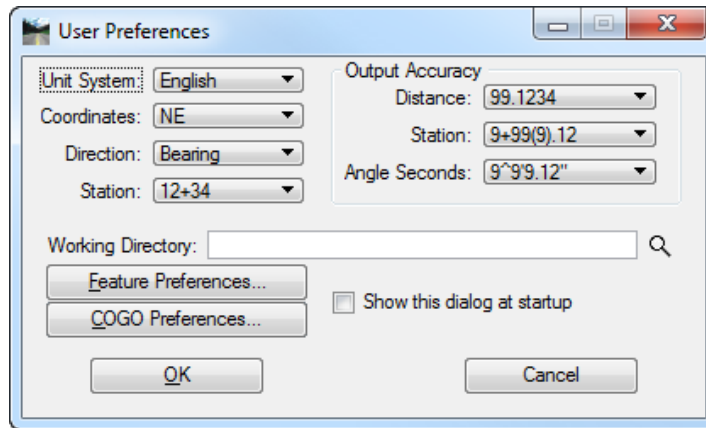 User Preferences
Unit System: English
Coordinates: NE
Direction: Bearing
Station: 12+34
Output Accuracy
Distance: 99.1234
Station: 9+99(9).12
Angle Seconds: 9^9'9.12"
Working Directory:
Feature Preferences...
COGO Preferences...
Show this dialog at startup
OK
Cancel